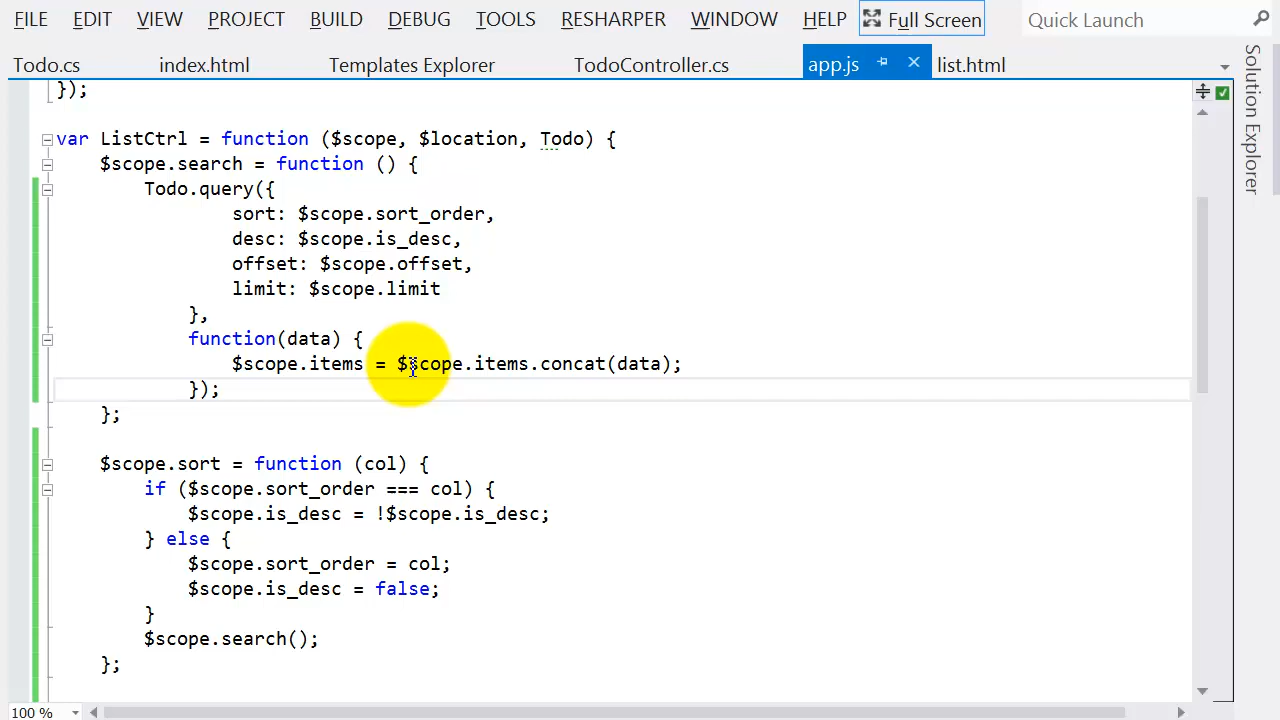 FILE EDIT VIEW PROJECT BUILD DEBUG TOOLS RESHARPER WINDOW HELP Full Screen Quick Launch
Todo.cs index.html Templates Explorer TodoController.cs app.js list.html
Solution Explorer
});
var ListCtrl = function ($scope, $location, Todo) {
$scope.search = function () {
Todo.query({
sort: $scope.sort_order,
desc: $scope.is_desc,
offset: $scope.offset,
limit: $scope.limit
},
function(data) {
$scope.items = $scope.items.concat(data);
});
};
$scope.sort = function (col) {
if ($scope.sort_order === col) {
$scope.is_desc = !$scope.is_desc;
} else {
$scope.sort_order = col;
$scope.is_desc = false;
}
$scope.search();
};
100 %